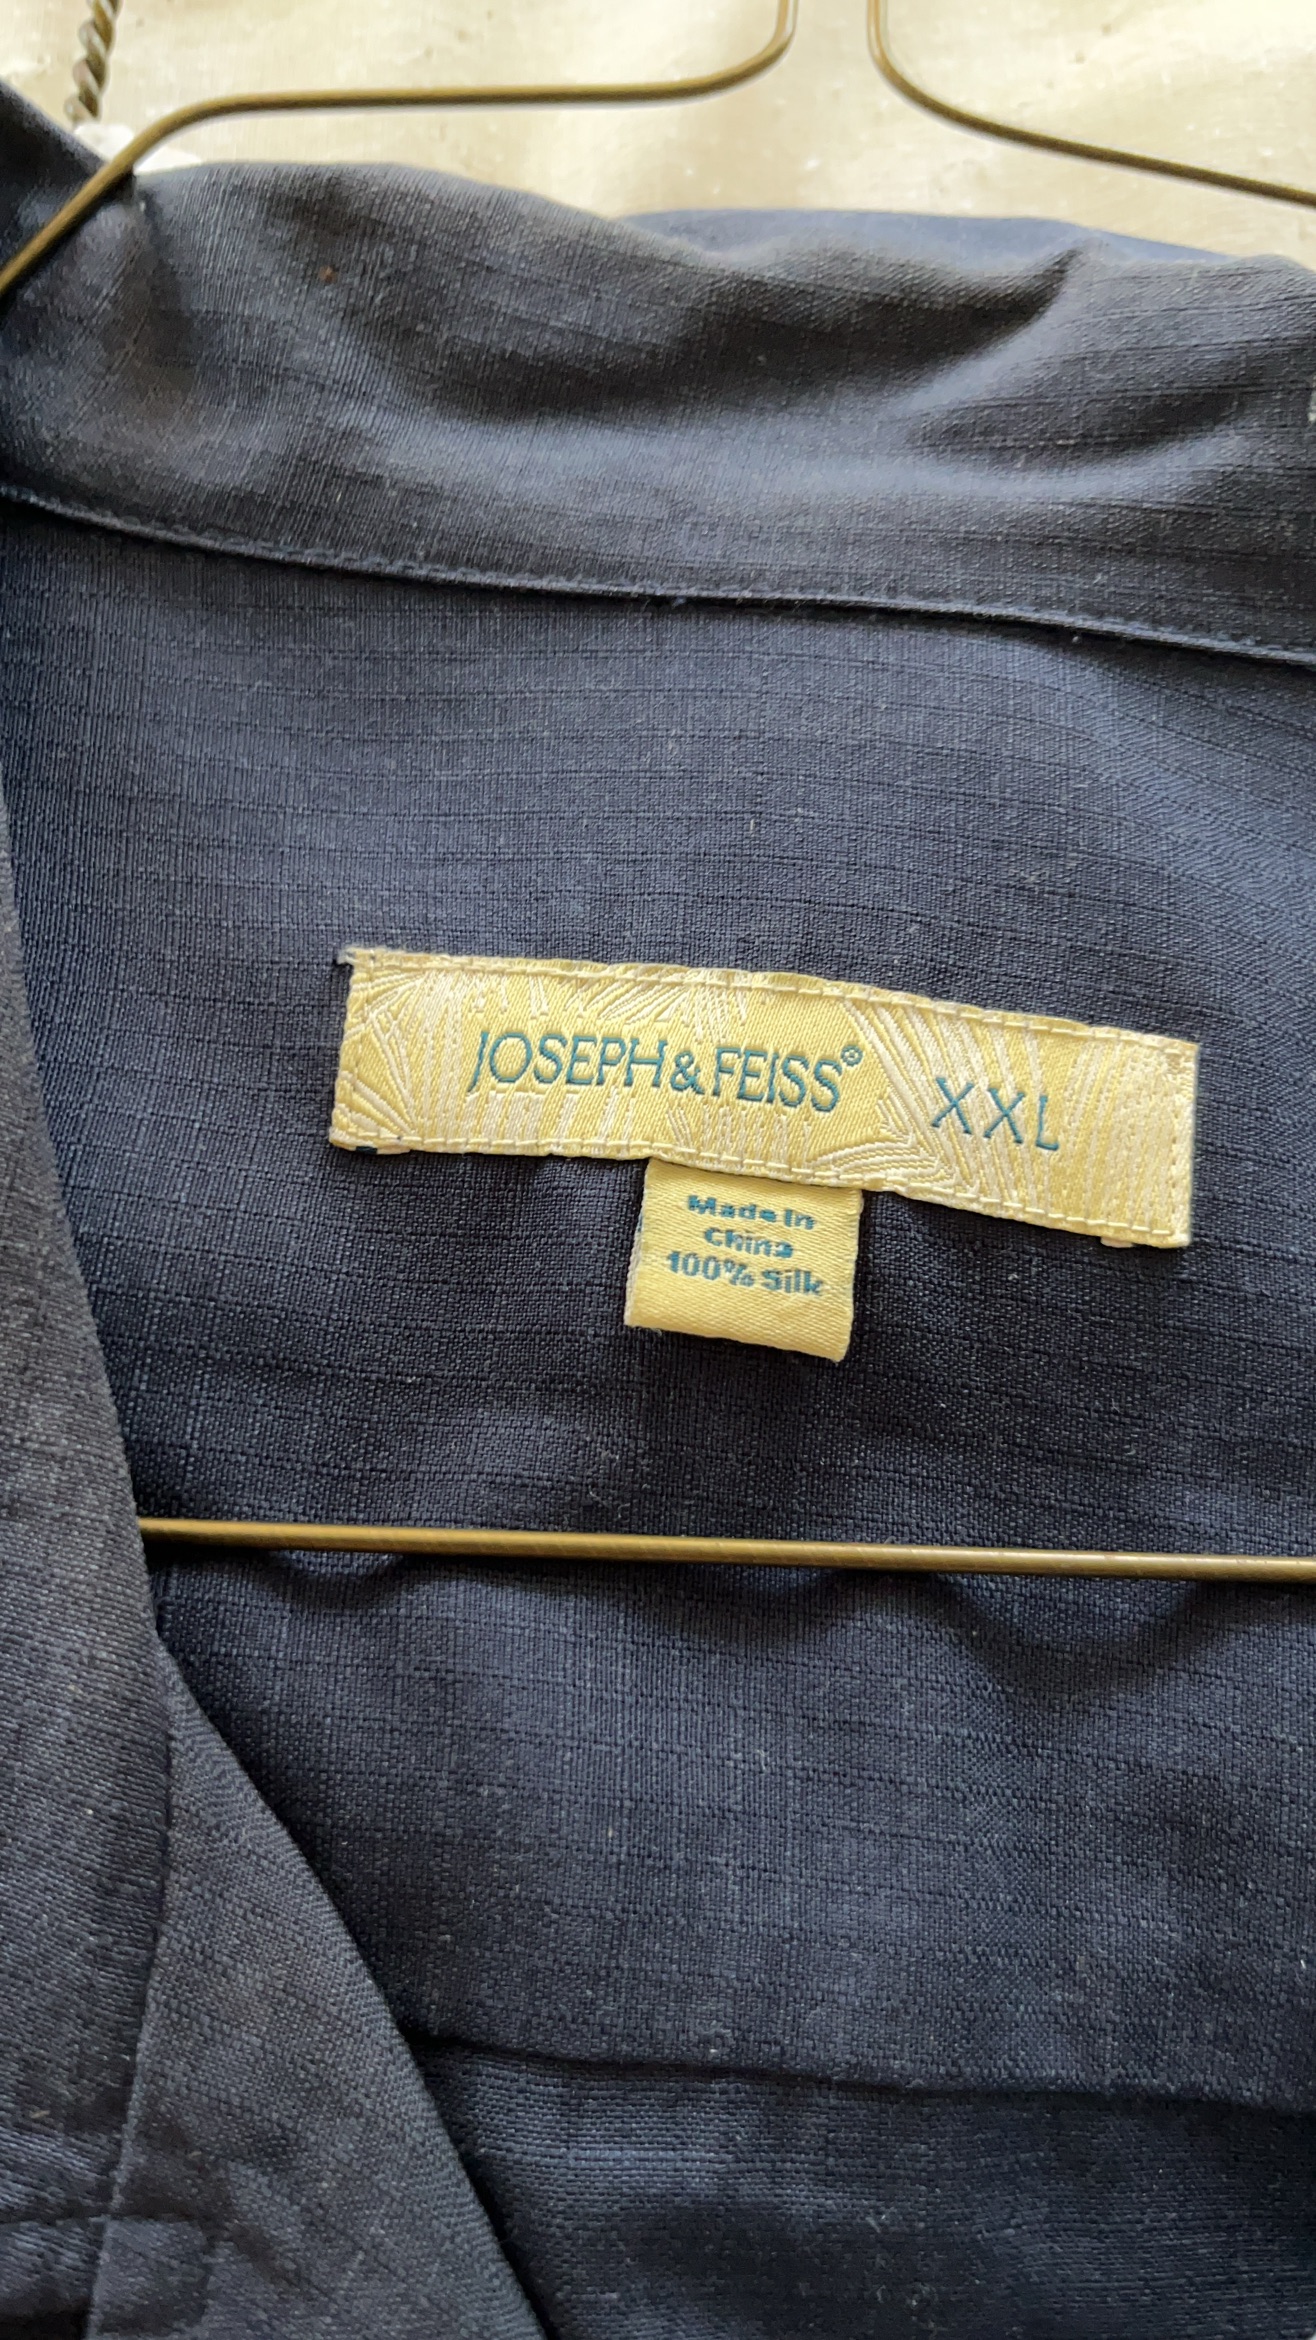 JOSEPH & FEISS® XXL
Made In
China
100% Silk